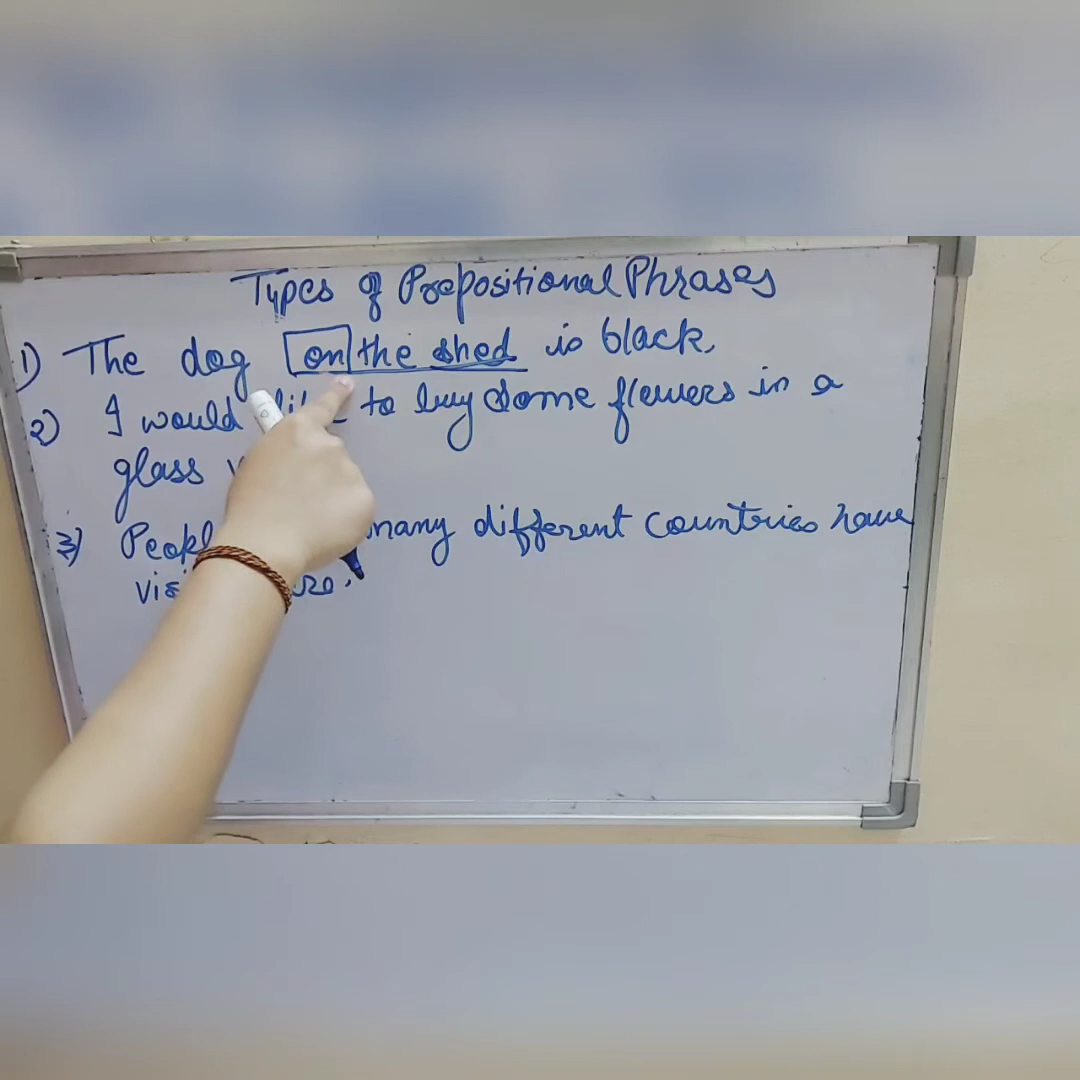 Types of Prepositional Phrases
1) The dog on the shed is black.
2) I would to buy some flowers in a
glass
3) many different countries have